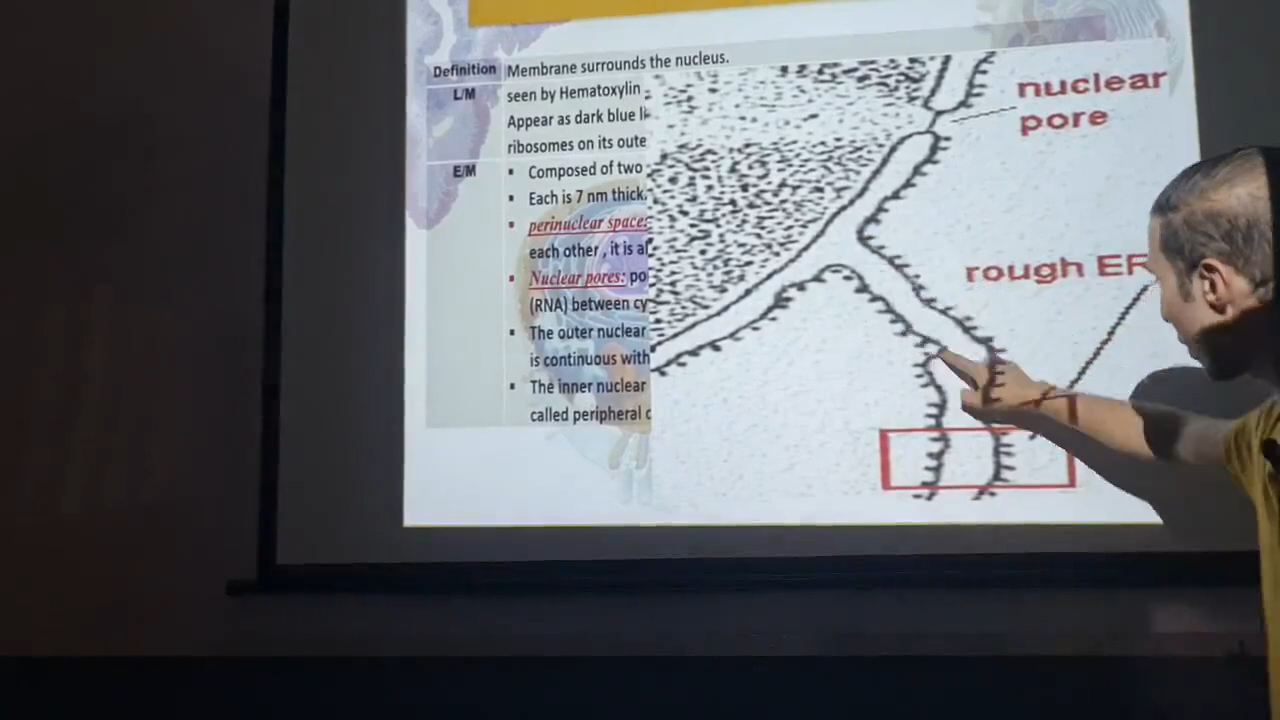 Definition
Membrane surrounds the nucleus.
L/M
seen by Hematoxylin
Appear as dark blue
ribosomes on its oute
E/M
▪ Composed of two
▪ Each is 7 nm thick.
▪ perinuclear space:
each other , it is al
▪ Nuclear pores: po
(RNA) between cy
▪ The outer nuclear
is continuous with
▪ The inner nuclear
called peripheral c
nuclear
pore
rough ER